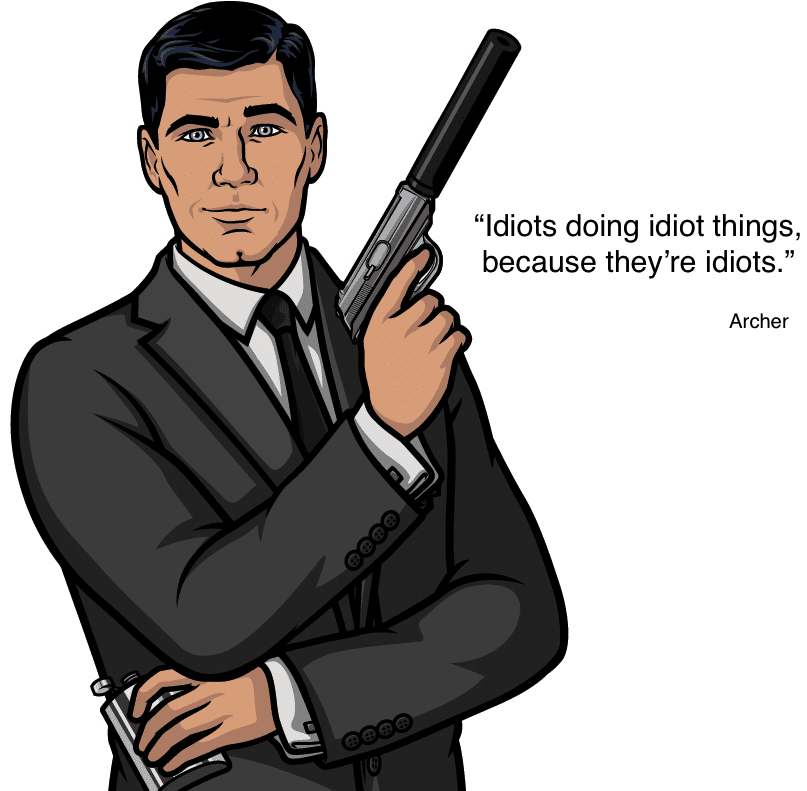 “Idiots doing idiot things,
because they’re idiots.”
Archer